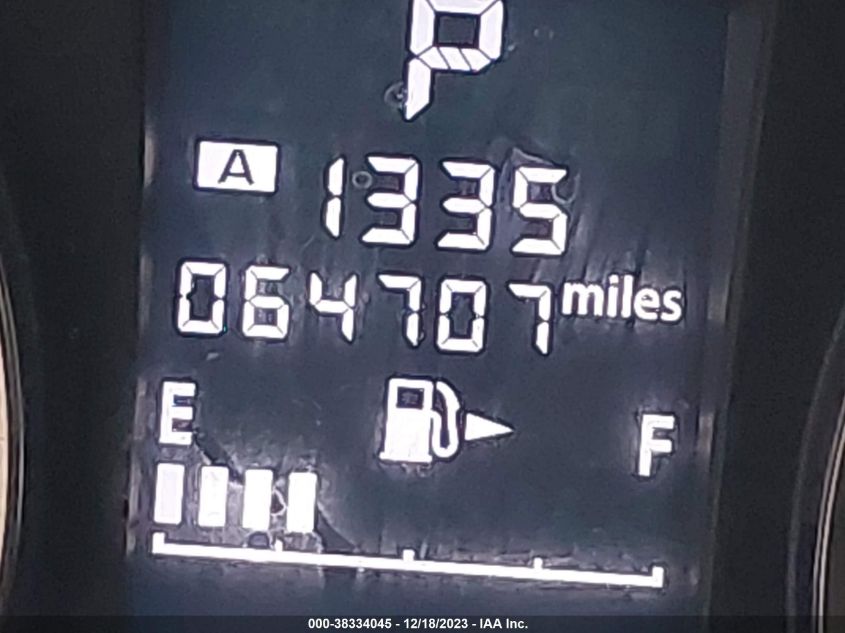 P
A 1335
064707 miles
E F
000-38334045 - 12/18/2023 - IAA Inc.